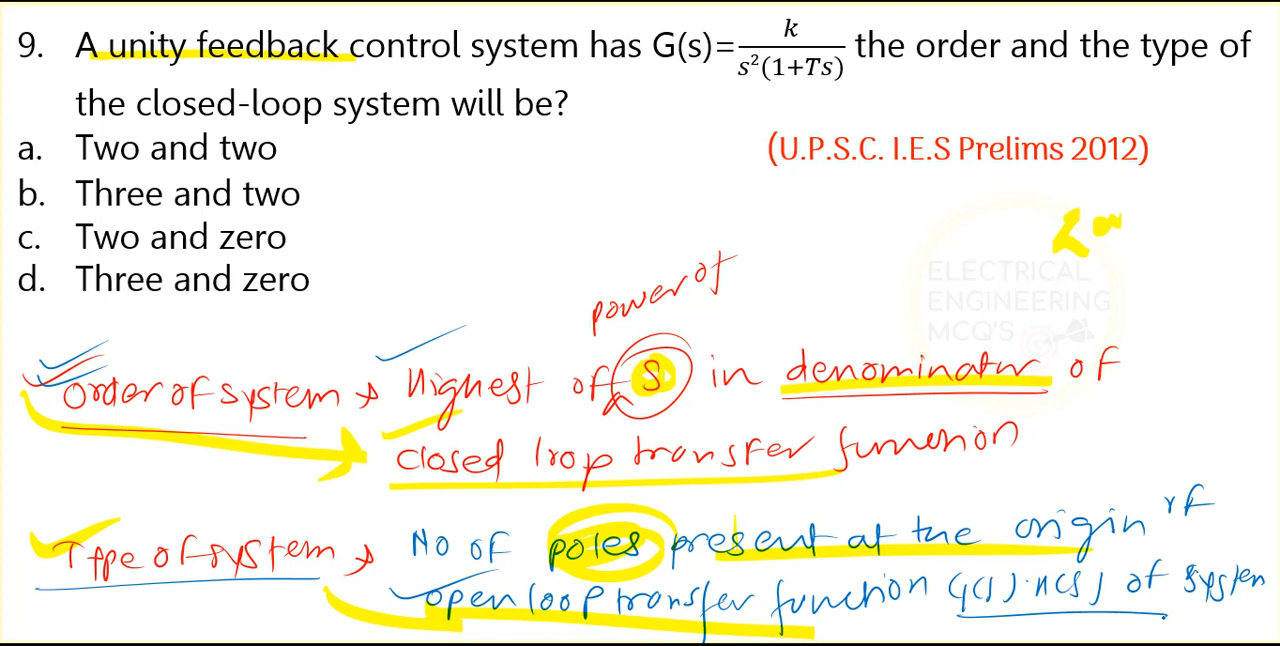 9. A unity feedback control system has G(s)= k / s²(1+Ts) the order and the type of
the closed-loop system will be?
a. Two and two
(U.P.S.C. I.E.S Prelims 2012)
b. Three and two
c. Two and zero
d. Three and zero
ELECTRICAL
ENGINEERING
MCQ'S
power of
order of system → Highest of S in denominator of
closed loop transfer function
Type of system → No of poles present at the origin of
open loop transfer function G(s).H(s) of system